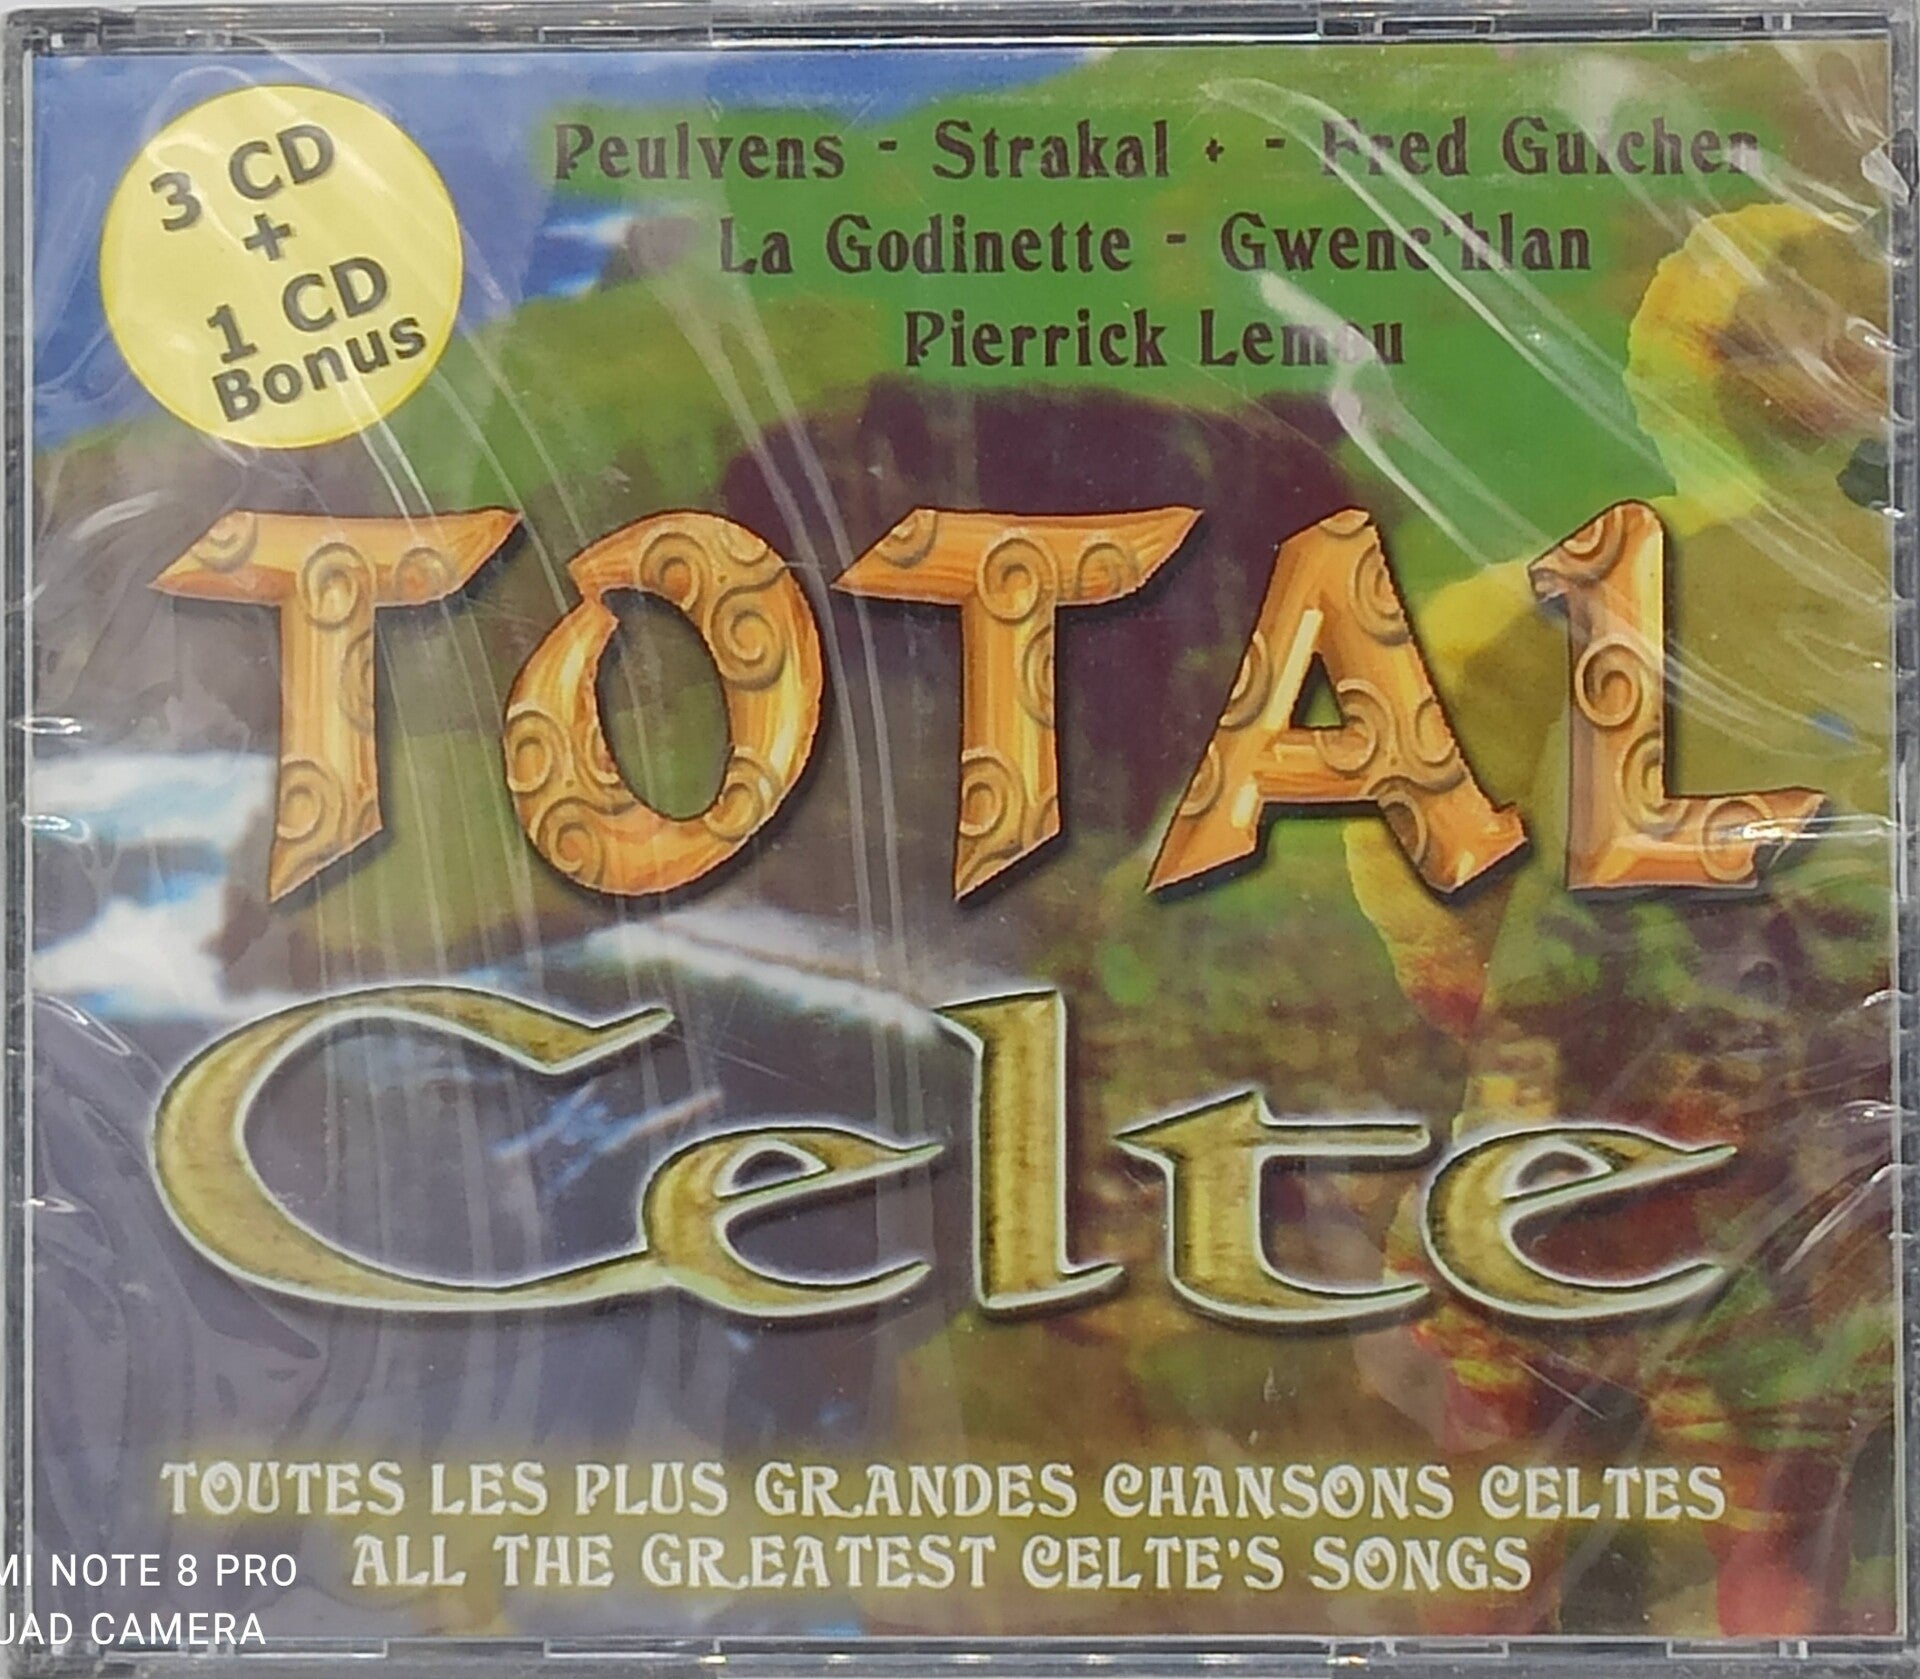 3 CD
+
1 CD
Bonus
Peulvens - Strakal + - Fred Guichen
La Godinette - Gwenc'hlan
Pierrick Lemou
TOTAL
Celte
TOUTES LES PLUS GRANDES CHANSONS CELTES
ALL THE GREATEST CELTE'S SONGS
MI NOTE 8 PRO
UAD CAMERA